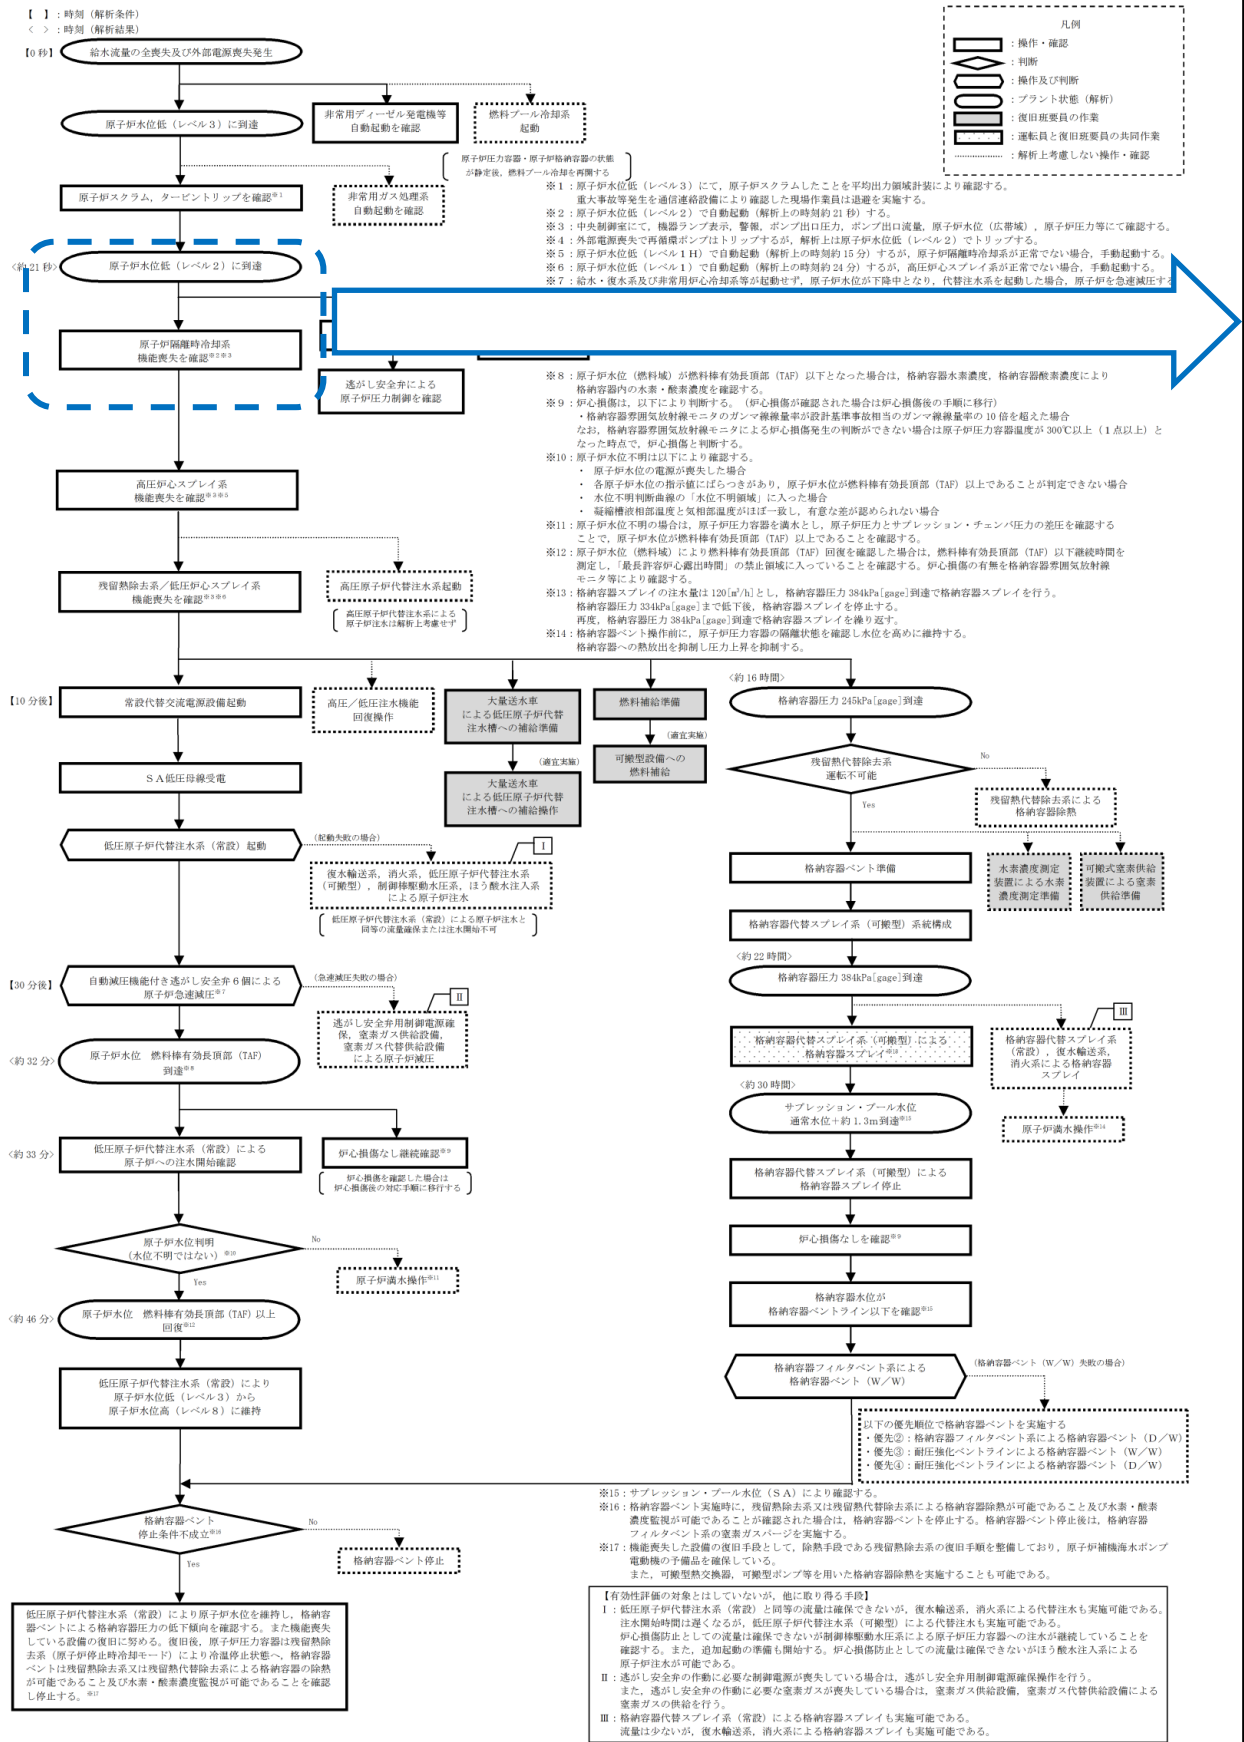 【　】：時刻（解析条件）
〈　〉：時刻（解析結果）
【0秒】
給水流量の全喪失及び外部電源喪失発生
原子炉水位低（レベル３）に到達
非常用ディーゼル発電機等
自動起動を確認
燃料プール冷却系
起動
原子炉圧力容器・原子炉格納容器の状態
が静定後，燃料プール冷却を再開する
原子炉スクラム，タービントリップを確認※1
非常用ガス処理系
自動起動を確認
〈約21秒〉
原子炉水位低（レベル２）に到達
原子炉隔離時冷却系
機能喪失を確認※2※3
逃がし安全弁による
原子炉圧力制御を確認
高圧炉心スプレイ系
機能喪失を確認※3※5
残留熱除去系／低圧炉心スプレイ系
機能喪失を確認※3※6
高圧原子炉代替注水系起動
高圧原子炉代替注水系による
原子炉注水は解析上考慮せず
凡例
：操作・確認
：判断
：操作及び判断
：プラント状態（解析）
：復旧班要員の作業
：運転員と復旧班要員の共同作業
：解析上考慮しない操作・確認
※1：原子炉水位低（レベル３）にて，原子炉スクラムしたことを平均出力領域計装により確認する。
重大事故等発生を通信連絡設備により確認した現場作業員は退避を実施する。
※2：原子炉水位低（レベル２）で自動起動（解析上の時刻約21秒）する。
※3：中央制御室にて，機器ランプ表示，警報，ポンプ出口圧力，ポンプ出口流量，原子炉水位（広帯域），原子炉圧力等にて確認する。
※4：外部電源喪失で再循環ポンプはトリップするが，解析上は原子炉水位低（レベル２）でトリップする。
※5：原子炉水位低（レベル１Ｈ）で自動起動（解析上の時刻約15分）するが，原子炉隔離時冷却系が正常でない場合，手動起動する。
※6：原子炉水位低（レベル１）で自動起動（解析上の時刻約24分）するが，高圧炉心スプレイ系が正常でない場合，手動起動する。
※7：給水・復水系及び非常用炉心冷却系等が起動せず，原子炉水位が下降中となり，代替注水系を起動した場合，原子炉を急速減圧する
※8：原子炉水位（燃料域）が燃料棒有効長頂部（TAF）以下となった場合は，格納容器水素濃度，格納容器酸素濃度により
格納容器内の水素・酸素濃度を確認する。
※9：炉心損傷は，以下により判断する。（炉心損傷が確認された場合は炉心損傷後の手順に移行）
・格納容器雰囲気放射線モニタのガンマ線線量率が設計基準事故相当のガンマ線線量率の10倍を超えた場合
なお，格納容器雰囲気放射線モニタによる炉心損傷発生の判断ができない場合は原子炉圧力容器温度が300℃以上（１点以上）と
なった時点で，炉心損傷と判断する。
※10：原子炉水位不明は以下により確認する。
・　原子炉水位の電源が喪失した場合
・　各原子炉水位の指示値にばらつきがあり，原子炉水位が燃料棒有効長頂部（TAF）以上であることが判定できない場合
・　水位不明判断曲線の「水位不明領域」に入った場合
・　凝縮槽液相部温度と気相部温度がほぼ一致し，有意な差が認められない場合
※11：原子炉水位不明の場合は，原子炉圧力容器を満水とし，原子炉圧力とサプレッション・チェンバ圧力の差圧を確認する
ことで，原子炉水位が燃料棒有効長頂部（TAF）以上であることを確認する。
※12：原子炉水位（燃料域）により燃料棒有効長頂部（TAF）回復を確認した場合は，燃料棒有効長頂部（TAF）以下継続時間を
測定し，「最長許容炉心露出時間」の禁止領域に入っていることを確認する。炉心損傷の有無を格納容器雰囲気放射線
モニタ等により確認する。
※13：格納容器スプレイの注水量は120[m³/h]とし，格納容器圧力384kPa[gage]到達で格納容器スプレイを行う。
格納容器圧力334kPa[gage]まで低下後，格納容器スプレイを停止する。
再度，格納容器圧力384kPa[gage]到達で格納容器スプレイを繰り返す。
※14：格納容器ベント操作前に，原子炉圧力容器の隔離状態を確認し水位を高めに維持する。
格納容器への熱放出を抑制し圧力上昇を抑制する。
【10分後】
常設代替交流電源設備起動
高圧／低圧注水機能
回復操作
大量送水車
による低圧原子炉代替
注水槽への補給準備
（適宜実施）
大量送水車
による低圧原子炉代替
注水槽への補給操作
燃料補給準備
（適宜実施）
可搬型設備への
燃料補給
ＳＡ低圧母線受電
低圧原子炉代替注水系（常設）起動
（起動失敗の場合）
Ⅰ
復水輸送系，消火系，低圧原子炉代替注水系
（可搬型），制御棒駆動水圧系，ほう酸水注入系
による原子炉注水
低圧原子炉代替注水系（常設）による原子炉注水と
同等の流量確保または注水開始不可
【30分後】
自動減圧機能付き逃がし安全弁６個による
原子炉急速減圧※7
（急速減圧失敗の場合）
Ⅱ
逃がし安全弁用制御電源確
保，窒素ガス供給設備，
窒素ガス代替供給設備
による原子炉減圧
〈約32分〉
原子炉水位　燃料棒有効長頂部（TAF）
到達※8
〈約33分〉
低圧原子炉代替注水系（常設）による
原子炉への注水開始確認
炉心損傷なし継続確認※9
炉心損傷を確認した場合は
炉心損傷後の対応手順に移行する
原子炉水位判明
（水位不明ではない）※10
No
Yes
原子炉満水操作※11
〈約46分〉
原子炉水位　燃料棒有効長頂部（TAF）以上
回復※12
低圧原子炉代替注水系（常設）により
原子炉水位低（レベル３）から
原子炉水位高（レベル８）に維持
格納容器ベント
停止条件不成立※16
No
Yes
格納容器ベント停止
低圧原子炉代替注水系（常設）により原子炉水位を維持し，格納容
器ベントによる格納容器圧力の低下傾向を確認する。また機能喪失
している設備の復旧に努める。復旧後，原子炉圧力容器は残留熱除
去系（原子炉停止時冷却モード）により冷温停止状態へ，格納容器
ベントは残留熱除去系又は残留熱代替除去系による格納容器の除熱
が可能であること及び水素・酸素濃度監視が可能であることを確認
し停止する。※17
〈約16時間〉
格納容器圧力245kPa[gage]到達
残留熱代替除去系
運転不可能
No
Yes
残留熱代替除去系による
格納容器除熱
格納容器ベント準備
水素濃度測定
装置による水素
濃度測定準備
可搬式窒素供給
装置による窒素
供給準備
格納容器代替スプレイ系（可搬型）系統構成
〈約22時間〉
格納容器圧力384kPa[gage]到達
Ⅲ
格納容器代替スプレイ系（可搬型）による
格納容器スプレイ※13
格納容器代替スプレイ系
（常設），復水輸送系，
消火系による格納容器
スプレイ
原子炉満水操作※14
〈約30時間〉
サプレッション・プール水位
通常水位＋約1.3m到達※15
格納容器代替スプレイ系（可搬型）による
格納容器スプレイ停止
炉心損傷なしを確認※9
格納容器水位が
格納容器ベントライン以下を確認※15
格納容器フィルタベント系による
格納容器ベント（Ｗ／Ｗ）
（格納容器ベント（Ｗ／Ｗ）失敗の場合）
以下の優先順位で格納容器ベントを実施する
・優先②：格納容器フィルタベント系による格納容器ベント（Ｄ／Ｗ）
・優先③：耐圧強化ベントラインによる格納容器ベント（Ｗ／Ｗ）
・優先④：耐圧強化ベントラインによる格納容器ベント（Ｄ／Ｗ）
※15：サプレッション・プール水位（ＳＡ）により確認する。
※16：格納容器ベント実施時に，残留熱除去系又は残留熱代替除去系による格納容器除熱が可能であること及び水素・酸素
濃度監視が可能であることが確認された場合は，格納容器ベントを停止する。格納容器ベント停止後は，格納容器
フィルタベント系の窒素ガスパージを実施する。
※17：機能喪失した設備の復旧手段として，除熱手段である残留熱除去系の復旧手順を整備しており，原子炉補機海水ポンプ
電動機の予備品を確保している。
また，可搬型熱交換器，可搬型ポンプ等を用いた格納容器除熱を実施することも可能である。
【有効性評価の対象とはしていないが，他に取り得る手段】
Ⅰ：低圧原子炉代替注水系（常設）と同等の流量は確保できないが，復水輸送系，消火系による代替注水も実施可能である。
注水開始時間は遅くなるが，低圧原子炉代替注水系（可搬型）による代替注水も実施可能である。
炉心損傷防止としての流量は確保できないが制御棒駆動水圧系による原子炉圧力容器への注水が継続していることを
確認する。また，追加起動の準備も開始する。炉心損傷防止としての流量は確保できないがほう酸水注入系による
原子炉注水が可能である。
Ⅱ：逃がし安全弁の作動に必要な制御電源が喪失している場合は，逃がし安全弁用制御電源確保操作を行う。
また，逃がし安全弁の作動に必要な窒素ガスが喪失している場合は，窒素ガス供給設備，窒素ガス代替供給設備による
窒素ガスの供給を行う。
Ⅲ：格納容器代替スプレイ系（常設）による格納容器スプレイも実施可能である。
流量は少ないが，復水輸送系，消火系による格納容器スプレイも実施可能である。